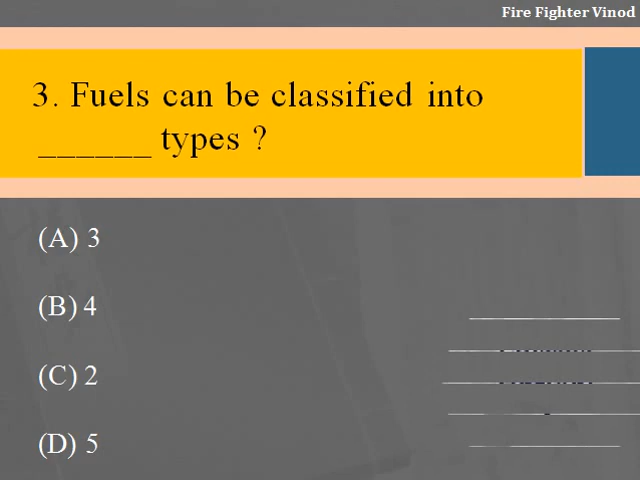 Fire Fighter Vinod
3. Fuels can be classified into
______ types ?
(A) 3
(B) 4
(C) 2
(D) 5